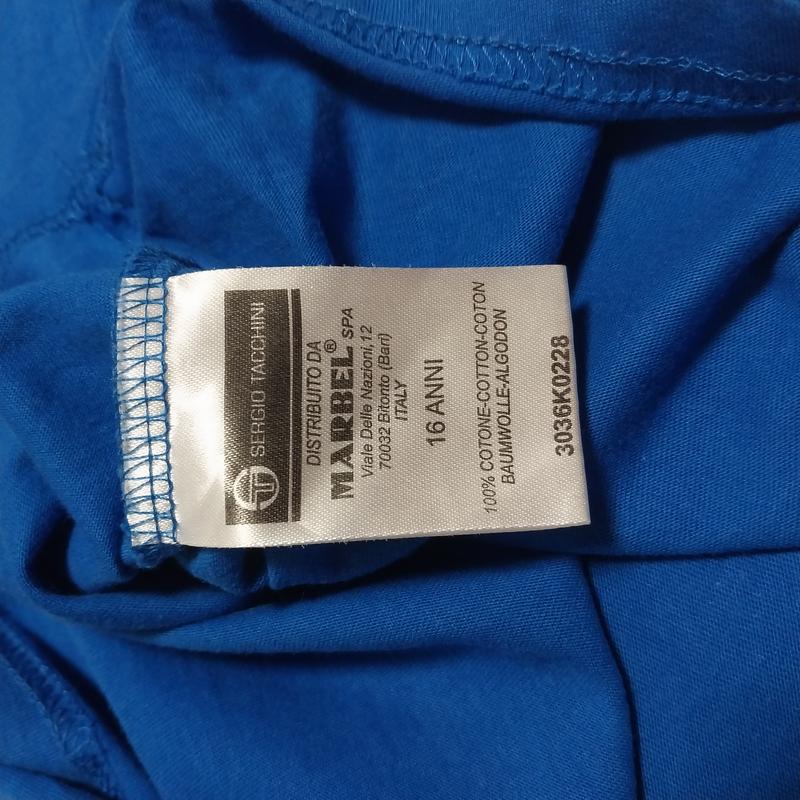 SERGIO TACCHINI
DISTRIBUITO DA
MARBEL® SPA
Viale Delle Nazioni, 12
70032 Bitonto (Bari)
ITALY
16 ANNI
100% COTONE-COTTON-COTON
BAUMWOLLE-ALGODON
3036K0228